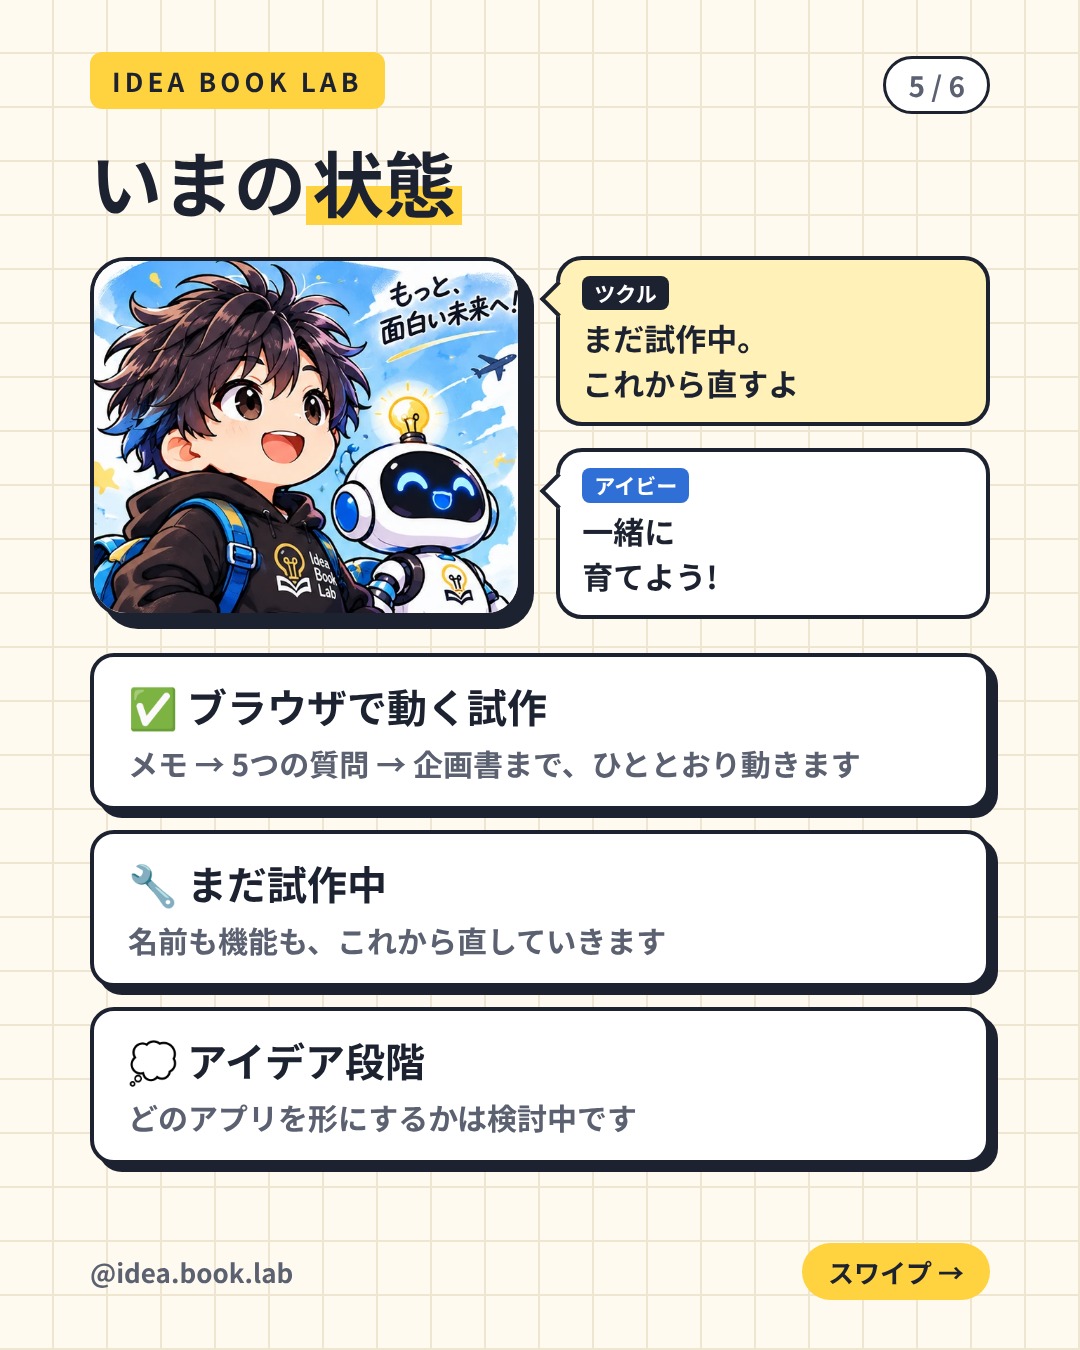 IDEA BOOK LAB
5 / 6
いまの状態
もっと、
面白い未来へ!
Idea
Book
Lab
ツクル
まだ試作中。
これから直すよ
アイビー
一緒に
育てよう!
✅ ブラウザで動く試作
メモ → 5つの質問 → 企画書まで、ひととおり動きます
🔧 まだ試作中
名前も機能も、これから直していきます
💭 アイデア段階
どのアプリを形にするかは検討中です
@idea.book.lab
スワイプ →